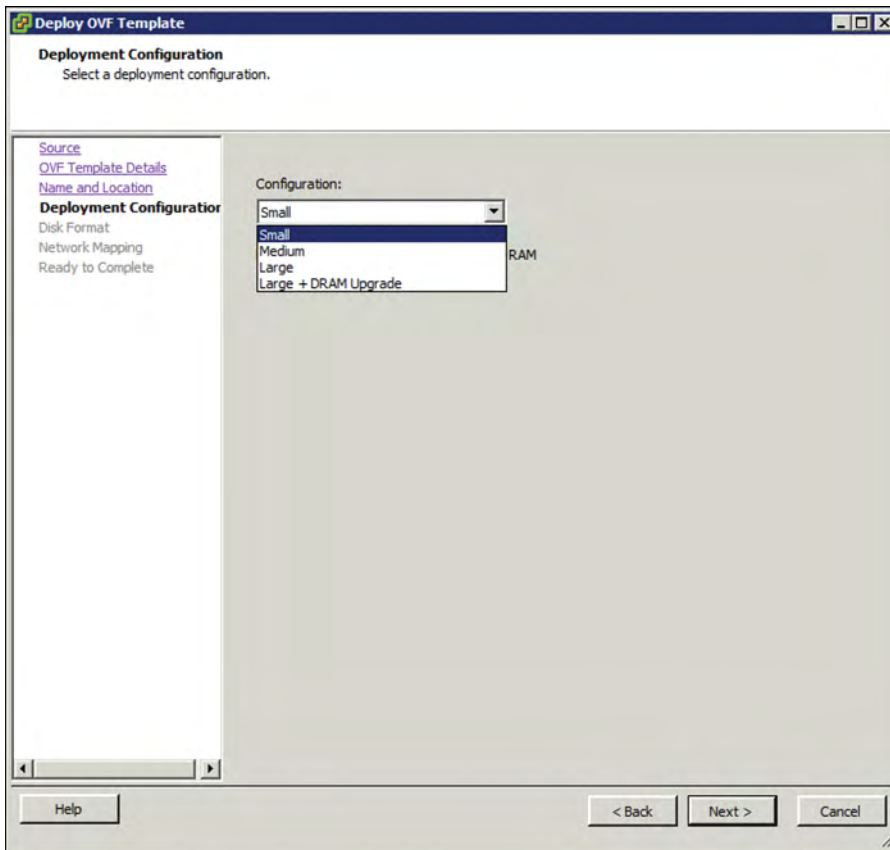 Deploy OVF Template
Deployment Configuration
Select a deployment configuration.
Source
OVF Template Details
Name and Location
Deployment Configuration
Disk Format
Network Mapping
Ready to Complete
Configuration:
Small
Small
Medium
Large
Large + DRAM Upgrade
RAM
Help
< Back
Next >
Cancel